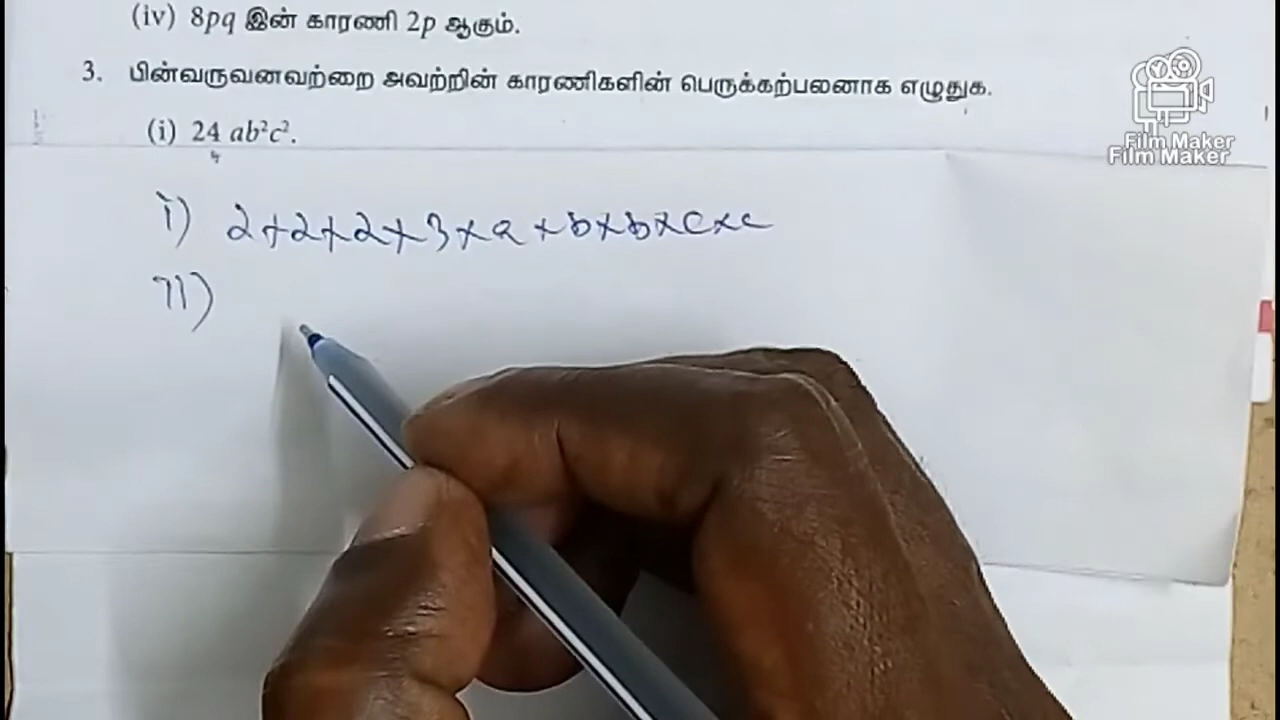 (iv) 8pq இன் காரணி 2p ஆகும்.
3. பின்வருவனவற்றை அவற்றின் காரணிகளின் பெருக்கற்பலனாக எழுதுக.
(i) 24 ab²c².
Film Maker
Film Maker
i) 2×2×2×3×a×b×b×c×c
ii)